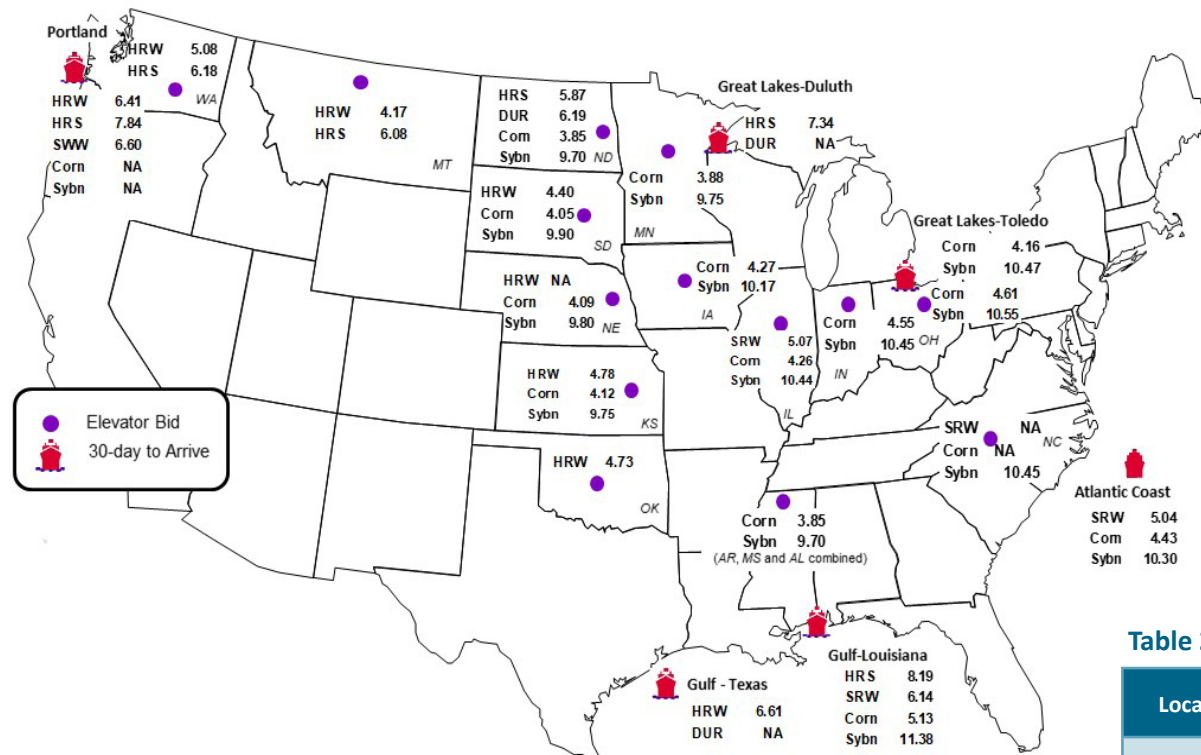 Portland
HRW 5.08
HRS 6.18
WA
HRW 6.41
HRS 7.84
SWW 6.60
Corn NA
Sybn NA
HRW 4.17
HRS 6.08
MT
HRS 5.87
DUR 6.19
Corn 3.85
Sybn 9.70 ND
HRW 4.40
Corn 4.05
Sybn 9.90
SD
HRW NA
Corn 4.09
Sybn 9.80 NE
HRW 4.78
Corn 4.12
Sybn 9.75
KS
HRW 4.73
OK
Great Lakes-Duluth
HRS 7.34
DUR NA
Corn 3.88
Sybn 9.75
MN
Corn 4.27
Sybn 10.17
IA
SRW 5.07
Corn 4.26
Sybn 10.44
IL
Great Lakes-Toledo
Corn 4.16
Sybn 10.47
Corn 4.61
Sybn 10.55
OH
Corn 4.55
Sybn 10.45
IN
SRW NA
Corn NA NC
Sybn 10.45
Atlantic Coast
SRW 5.04
Corn 4.43
Sybn 10.30
Corn 3.85
Sybn 9.70
(AR, MS and AL combined)
Gulf-Louisiana
HRS 8.19
SRW 6.14
Corn 5.13
Sybn 11.38
Gulf - Texas
HRW 6.61
DUR NA
Elevator Bid
30-day to Arrive
Table
Loca